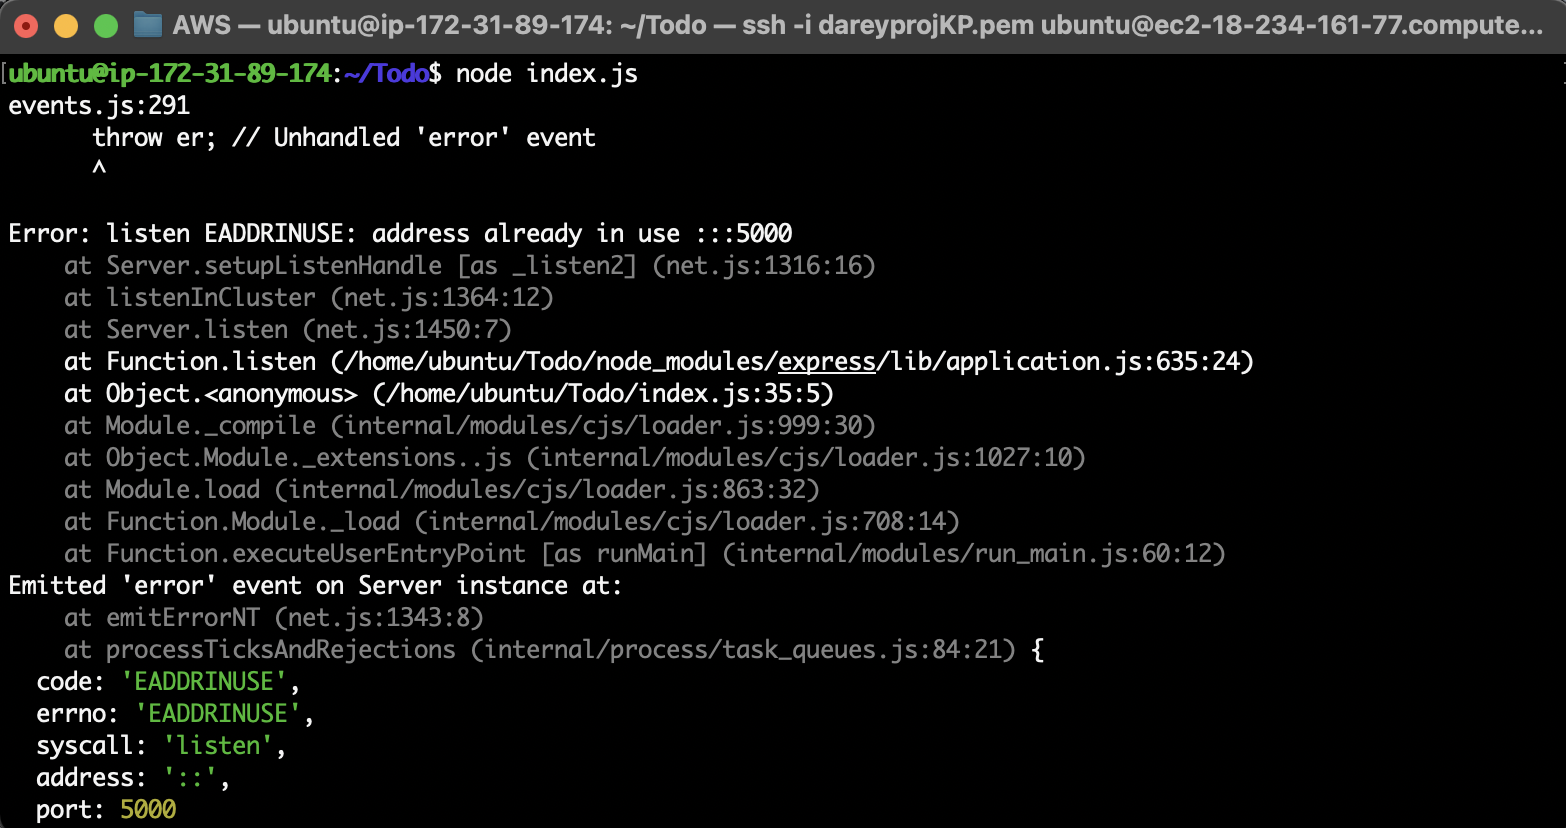 AWS — ubuntu@ip-172-31-89-174: ~/Todo — ssh -i dareyprojKP.pem ubuntu@ec2-18-234-161-77.compute...
[ubuntu@ip-172-31-89-174:~/Todo$ node index.js
events.js:291
      throw er; // Unhandled 'error' event
      ^
Error: listen EADDRINUSE: address already in use :::5000
    at Server.setupListenHandle [as _listen2] (net.js:1316:16)
    at listenInCluster (net.js:1364:12)
    at Server.listen (net.js:1450:7)
    at Function.listen (/home/ubuntu/Todo/node_modules/express/lib/application.js:635:24)
    at Object.<anonymous> (/home/ubuntu/Todo/index.js:35:5)
    at Module._compile (internal/modules/cjs/loader.js:999:30)
    at Object.Module._extensions..js (internal/modules/cjs/loader.js:1027:10)
    at Module.load (internal/modules/cjs/loader.js:863:32)
    at Function.Module._load (internal/modules/cjs/loader.js:708:14)
    at Function.executeUserEntryPoint [as runMain] (internal/modules/run_main.js:60:12)
Emitted 'error' event on Server instance at:
    at emitErrorNT (net.js:1343:8)
    at processTicksAndRejections (internal/process/task_queues.js:84:21) {
  code: 'EADDRINUSE',
  errno: 'EADDRINUSE',
  syscall: 'listen',
  address: '::',
  port: 5000